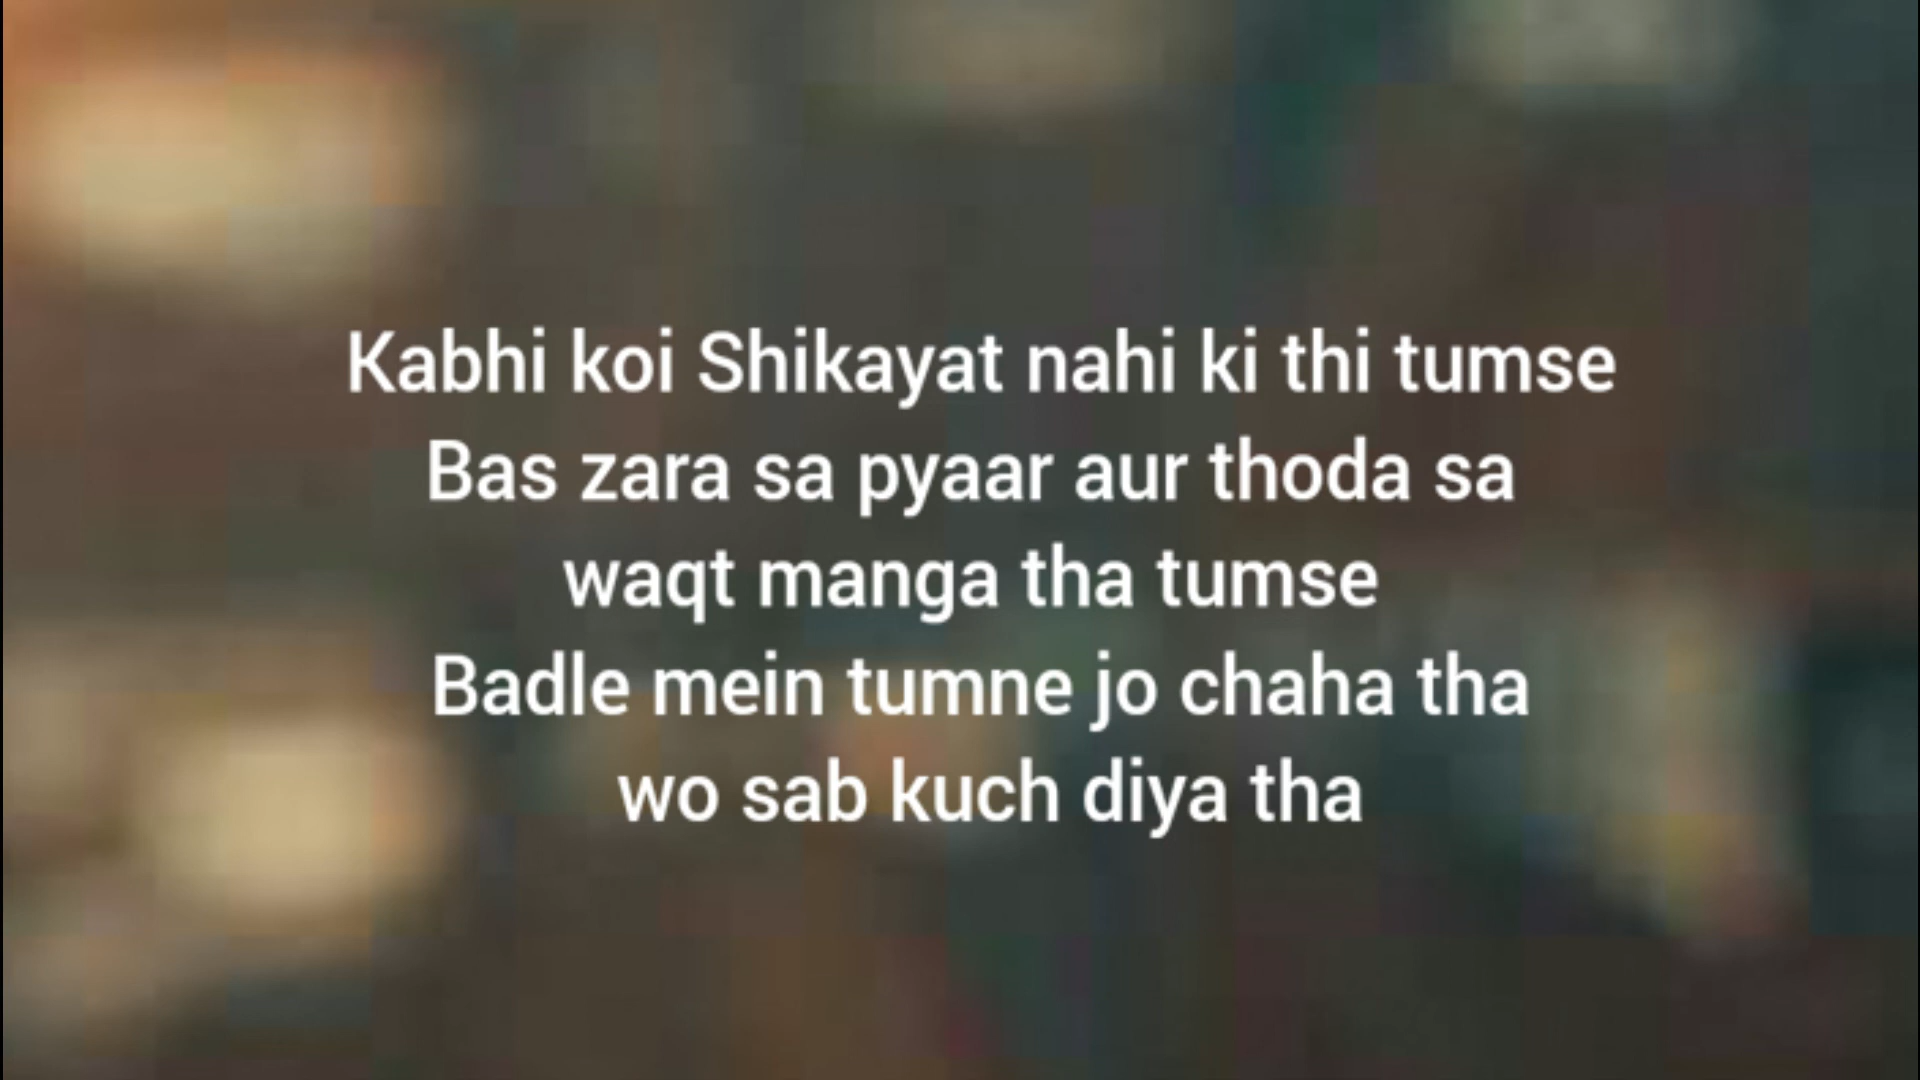 Kabhi koi Shikayat nahi ki thi tumse
Bas zara sa pyaar aur thoda sa
waqt manga tha tumse
Badle mein tumne jo chaha tha
wo sab kuch diya tha